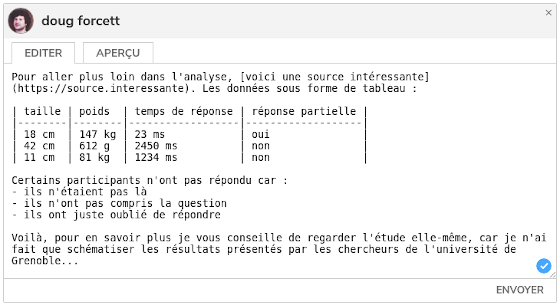 doug forcett
×
EDITER
APERÇU
Pour aller plus loin dans l'analyse, [voici une source intéressante]
(https://source.interessante). Les données sous forme de tableau :
| taille | poids  | temps de réponse | réponse partielle |
|--------|--------|------------------|-------------------|
| 18 cm  | 147 kg | 23 ms            | oui               |
| 42 cm  | 612 g  | 2450 ms          | non               |
| 11 cm  | 81 kg  | 1234 ms          | non               |
Certains participants n'ont pas répondu car :
- ils n'étaient pas là
- ils n'ont pas compris la question
- ils ont juste oublié de répondre
Voilà, pour en savoir plus je vous conseille de regarder l'étude elle-même, car je n'ai
fait que schématiser les résultats présentés par les chercheurs de l'université de
Grenoble...
ENVOYER